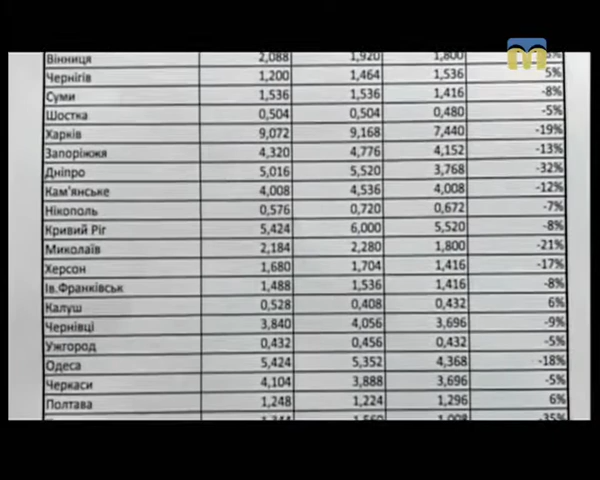 Вінниця 2,088 1,920 1,800
Чернігів 1,200 1,464 1,536 5%
Суми 1,536 1,536 1,416 -8%
Шостка 0,504 0,504 0,480 -5%
Харків 9,072 9,168 7,440 -19%
Запоріжжя 4,320 4,776 4,152 -13%
Дніпро 5,016 5,520 3,768 -32%
Кам'янське 4,008 4,536 4,008 -12%
Нікополь 0,576 0,720 0,672 -7%
Кривий Ріг 5,424 6,000 5,520 -8%
Миколаїв 2,184 2,280 1,800 -21%
Херсон 1,680 1,704 1,416 -17%
Ів.Франківськ 1,488 1,536 1,416 -8%
Калуш 0,528 0,408 0,432 6%
Чернівці 3,840 4,056 3,696 -9%
Ужгород 0,432 0,456 0,432 -5%
Одеса 5,424 5,352 4,368 -18%
Черкаси 4,104 3,888 3,696 -5%
Полтава 1,248 1,224 1,296 6%
1,344 1,560 1,008 -35%